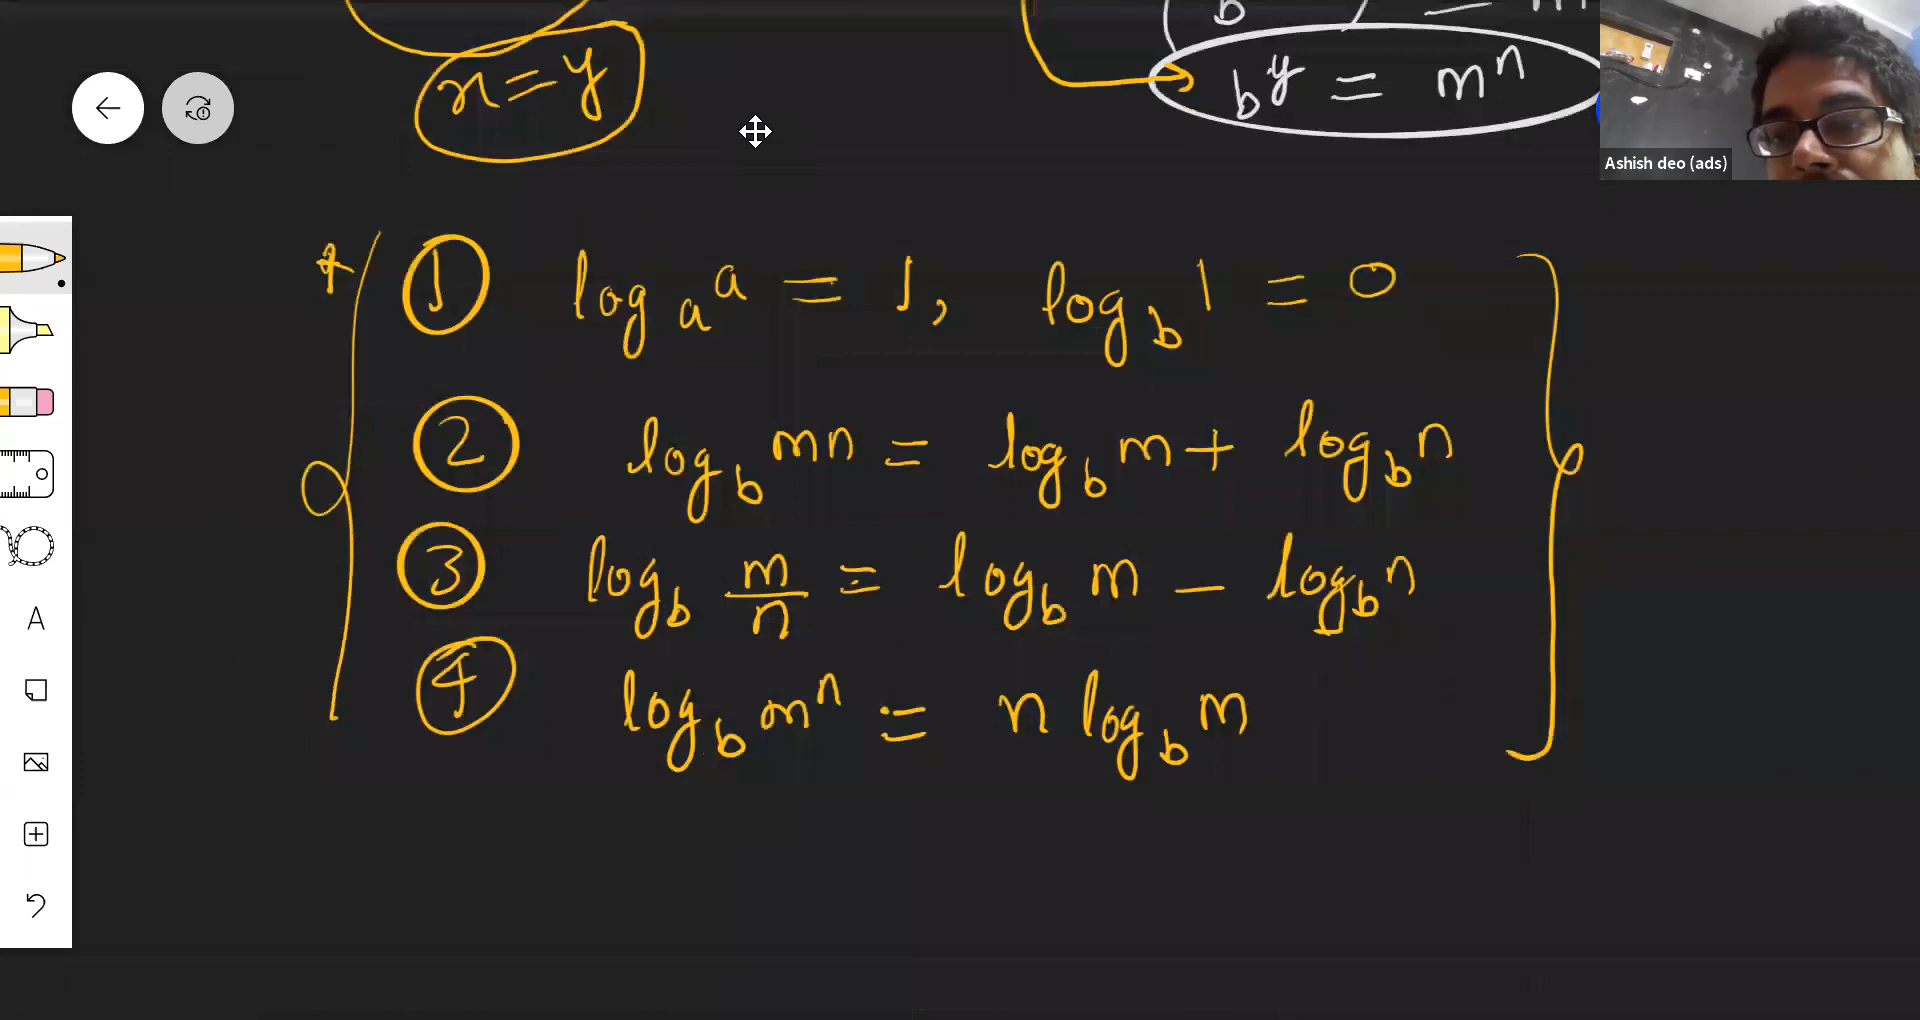 x = y
b^y = m^n
Ashish deo (ads)
* ① log_a a = 1, log_b 1 = 0
② log_b mn = log_b m + log_b n
③ log_b m/n = log_b m - log_b n
④ log_b m^n = n log_b m
A